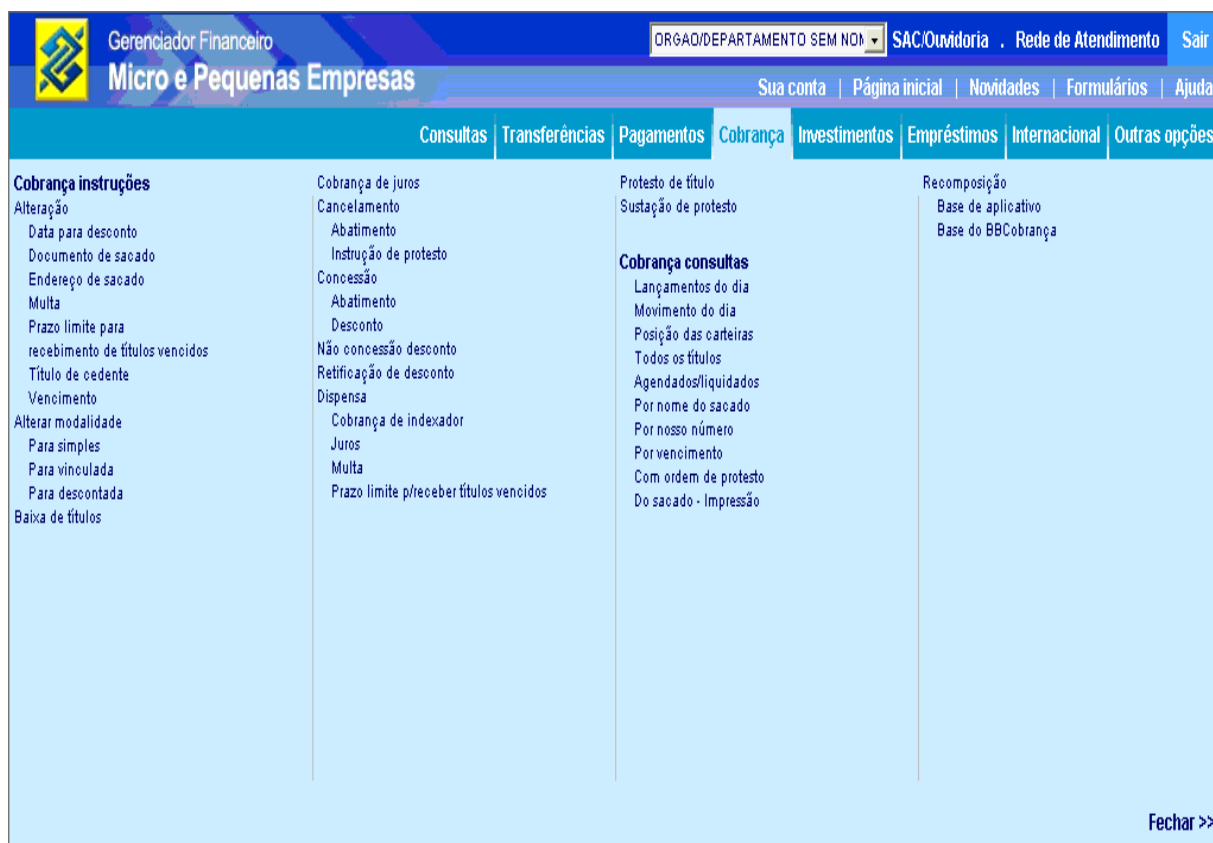 Gerenciador Financeiro
Micro e Pequenas Empresas
ORGAO/DEPARTAMENTO SEM NOM
SAC/Ouvidoria . Rede de Atendimento
Sair
Sua conta | Página inicial | Novidades | Formulários | Ajuda
Consultas | Transferências | Pagamentos | Cobrança | Investimentos | Empréstimos | Internacional | Outras opções
Cobrança instruções
Alteração
Data para desconto
Documento de sacado
Endereço de sacado
Multa
Prazo limite para
recebimento de títulos vencidos
Título de cedente
Vencimento
Alterar modalidade
Para simples
Para vinculada
Para descontada
Baixa de títulos
Cobrança de juros
Cancelamento
Abatimento
Instrução de protesto
Concessão
Abatimento
Desconto
Não concessão desconto
Retificação de desconto
Dispensa
Cobrança de indexador
Juros
Multa
Prazo limite p/receber títulos vencidos
Protesto de título
Sustação de protesto
Cobrança consultas
Lançamentos do dia
Movimento do dia
Posição das carteiras
Todos os títulos
Agendados/liquidados
Por nome do sacado
Por nosso número
Por vencimento
Com ordem de protesto
Do sacado - Impressão
Recomposição
Base de aplicativo
Base do BBCobrança
Fechar >>